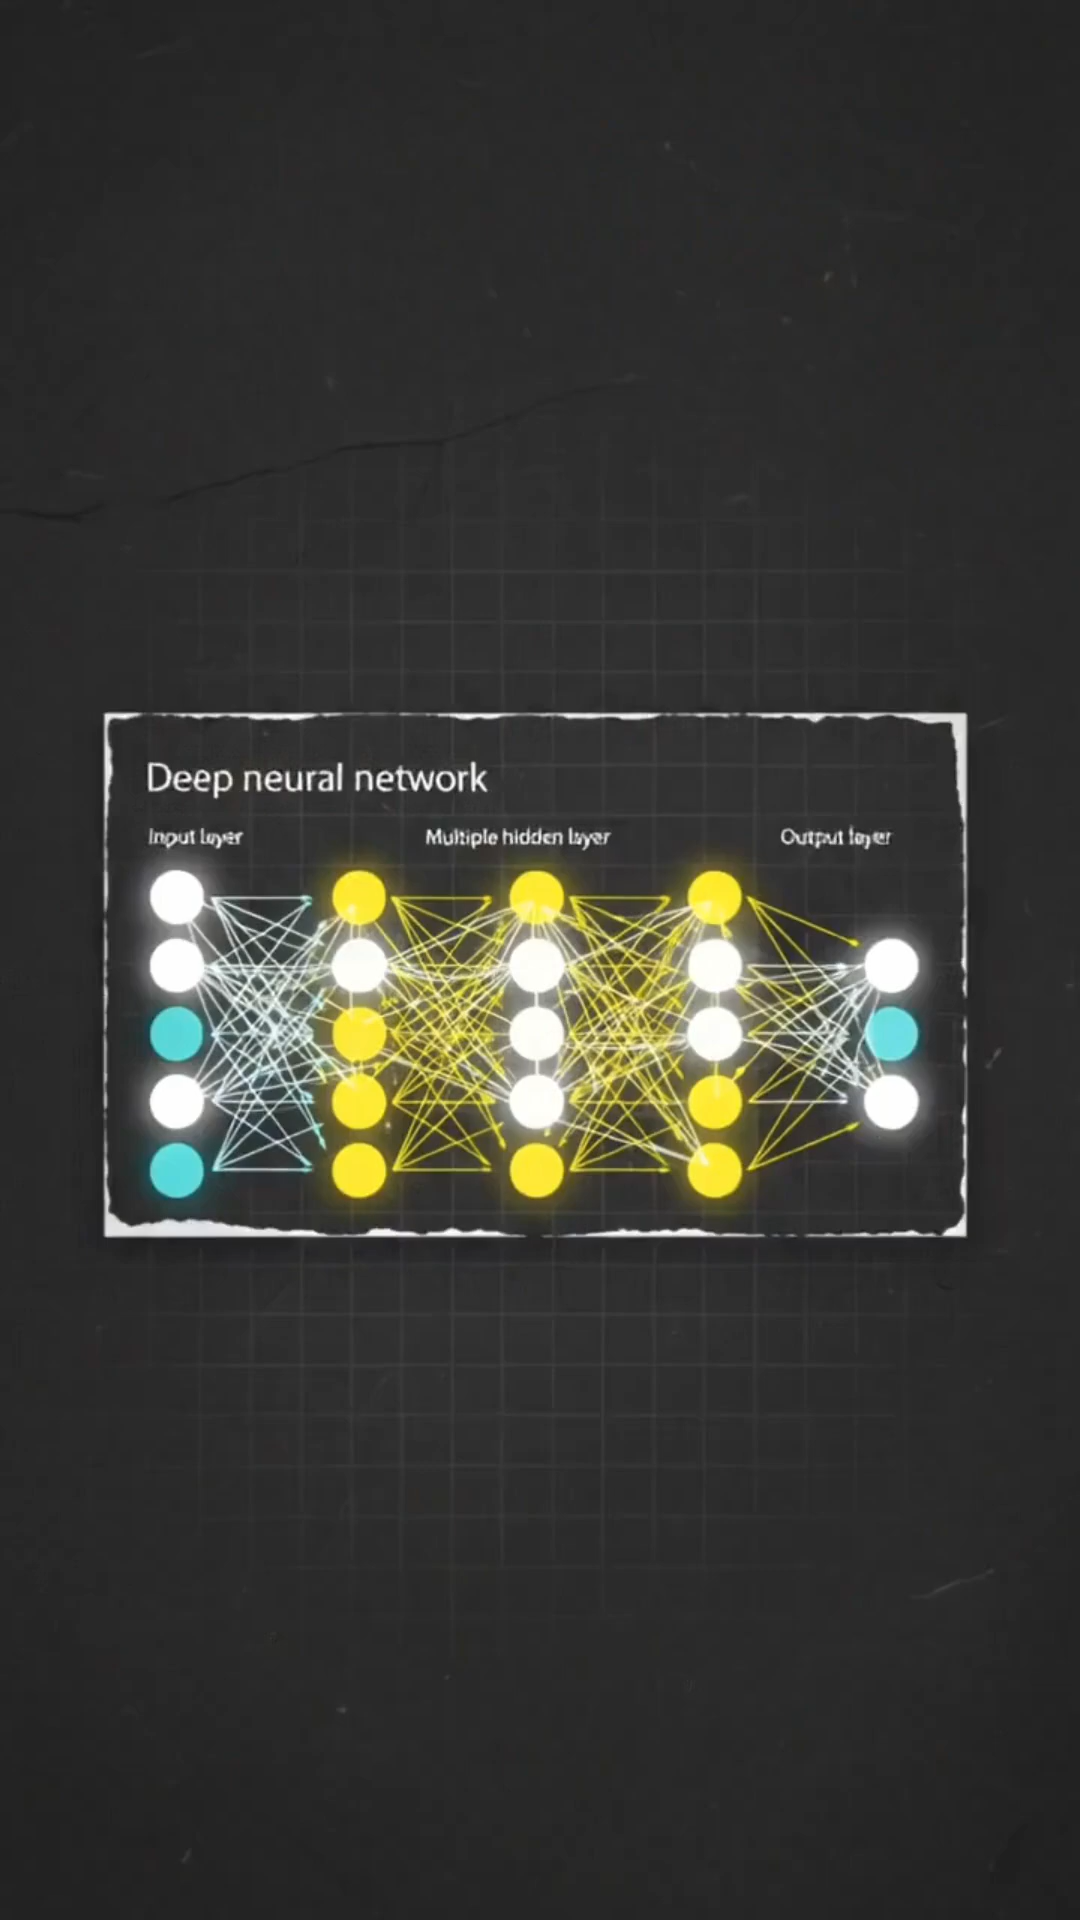 Deep neural network
Input layer
Multiple hidden layer
Output layer